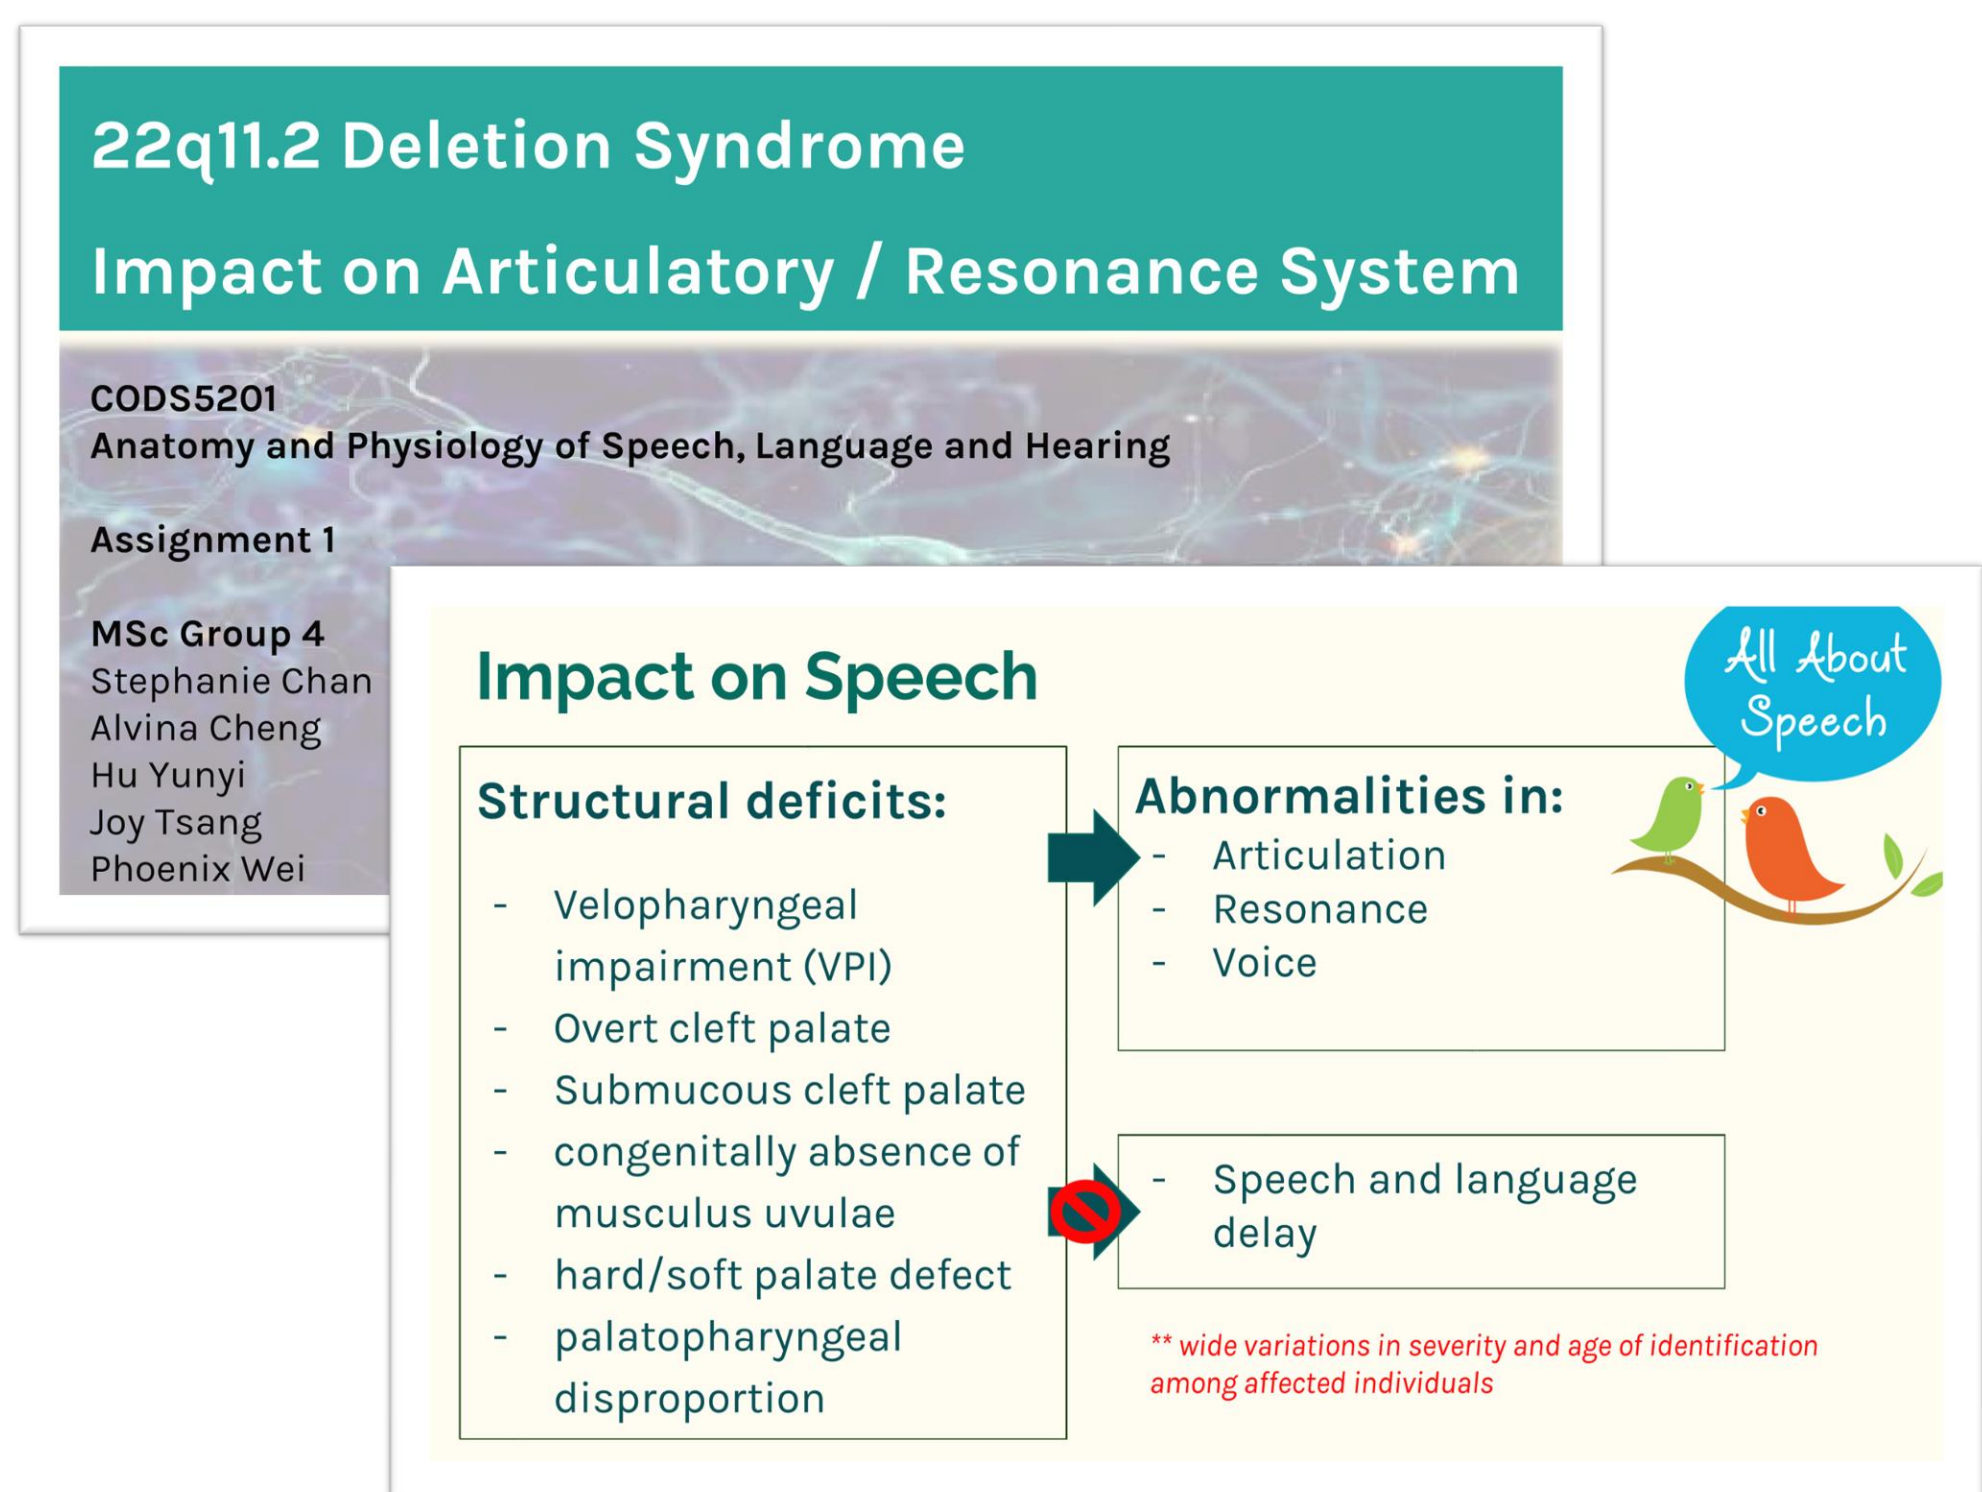 22q11.2 Deletion Syndrome
Impact on Articulatory / Resonance System
CODS5201
Anatomy and Physiology of Speech, Language and Hearing
Assignment 1
MSc Group 4
Stephanie Chan
Alvina Cheng
Hu Yunyi
Joy Tsang
Phoenix Wei
Impact on Speech
All About
Speech
Structural deficits:
- Velopharyngeal
impairment (VPI)
- Overt cleft palate
- Submucous cleft palate
- congenitally absence of
musculus uvulae
- hard/soft palate defect
- palatopharyngeal
disproportion
Abnormalities in:
- Articulation
- Resonance
- Voice
- Speech and language
delay
** wide variations in severity and age of identification
among affected individuals